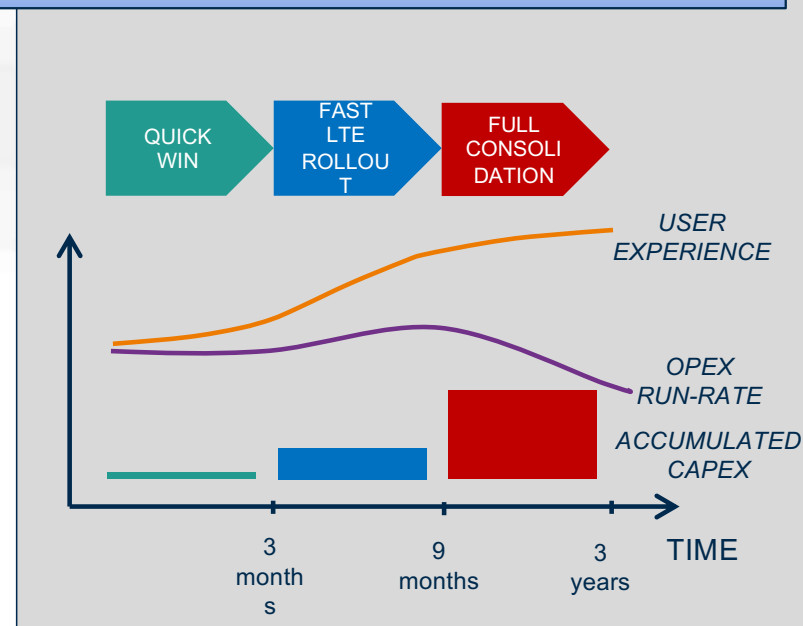 QUICK
WIN
FAST
LTE
ROLLOU
T
FULL
CONSOLI
DATION
USER
EXPERIENCE
OPEX
RUN-RATE
ACCUMULATED
CAPEX
3
month
s
9
months
3
years
TIME